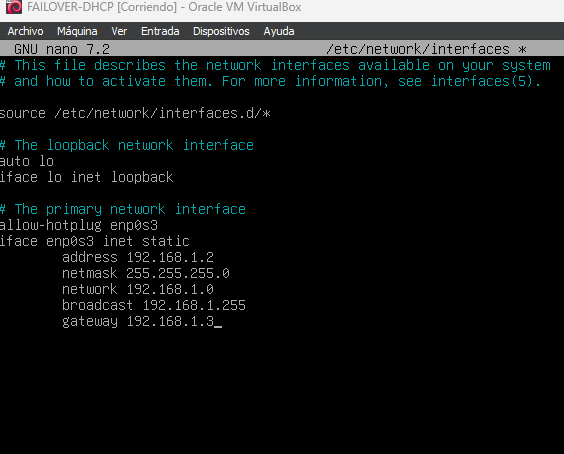 FAILOVER-DHCP [Corriendo] - Oracle VM VirtualBox
Archivo Máquina Ver Entrada Dispositivos Ayuda
GNU nano 7.2 /etc/network/interfaces *
# This file describes the network interfaces available on your system
# and how to activate them. For more information, see interfaces(5).
source /etc/network/interfaces.d/*
# The loopback network interface
auto lo
iface lo inet loopback
# The primary network interface
allow-hotplug enp0s3
iface enp0s3 inet static
address 192.168.1.2
netmask 255.255.255.0
network 192.168.1.0
broadcast 192.168.1.255
gateway 192.168.1.3_